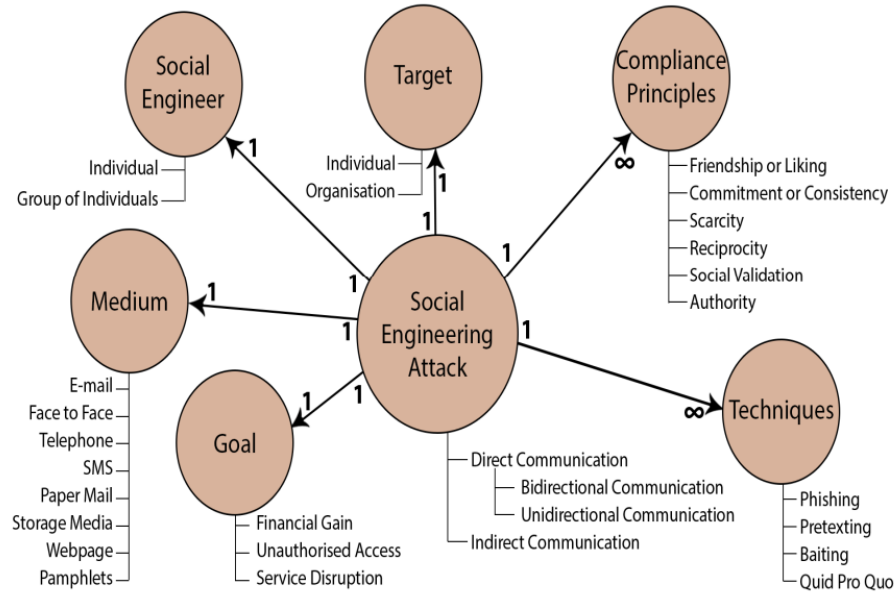 Social
Engineer
Individual
Group of Individuals
1
Target
Individual
Organisation
1
1
Compliance
Principles
∞
Friendship or Liking
Commitment or Consistency
Scarcity
Reciprocity
Social Validation
Authority
1
1
Medium
1
1
E-mail
Face to Face
Telephone
SMS
Paper Mail
Storage Media
Webpage
Pamphlets
Social
Engineering
Attack
Direct Communication
Bidirectional Communication
Unidirectional Communication
Indirect Communication
1
1
Goal
Financial Gain
Unauthorised Access
Service Disruption
1
∞
Techniques
Phishing
Pretexting
Baiting
Quid Pro Quo